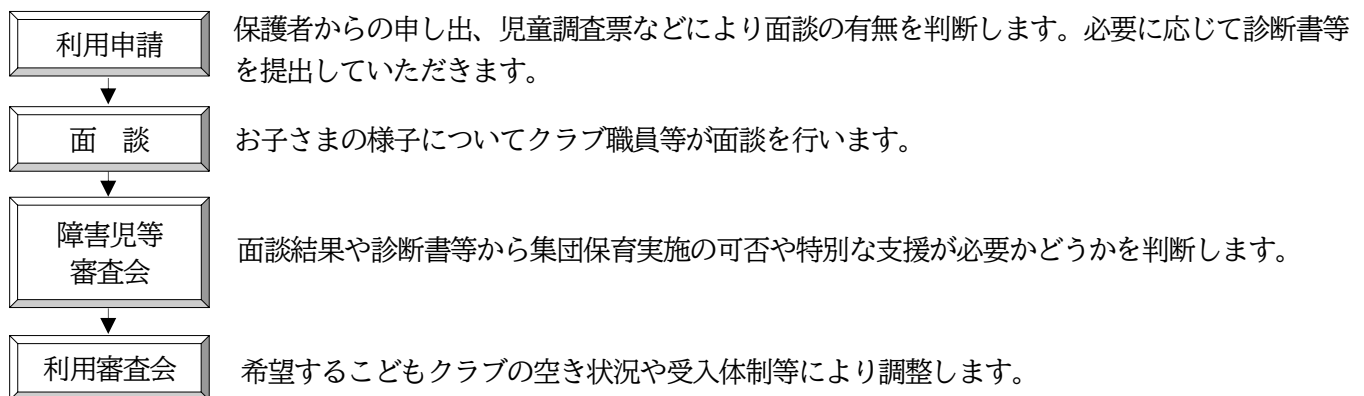 利用申請
保護者からの申し出、児童調査票などにより面談の有無を判断します。必要に応じて診断書等
を提出していただきます。
面　談
お子さまの様子についてクラブ職員等が面談を行います。
障害児等
審査会
面談結果や診断書等から集団保育実施の可否や特別な支援が必要かどうかを判断します。
利用審査会
希望するこどもクラブの空き状況や受入体制等により調整します。